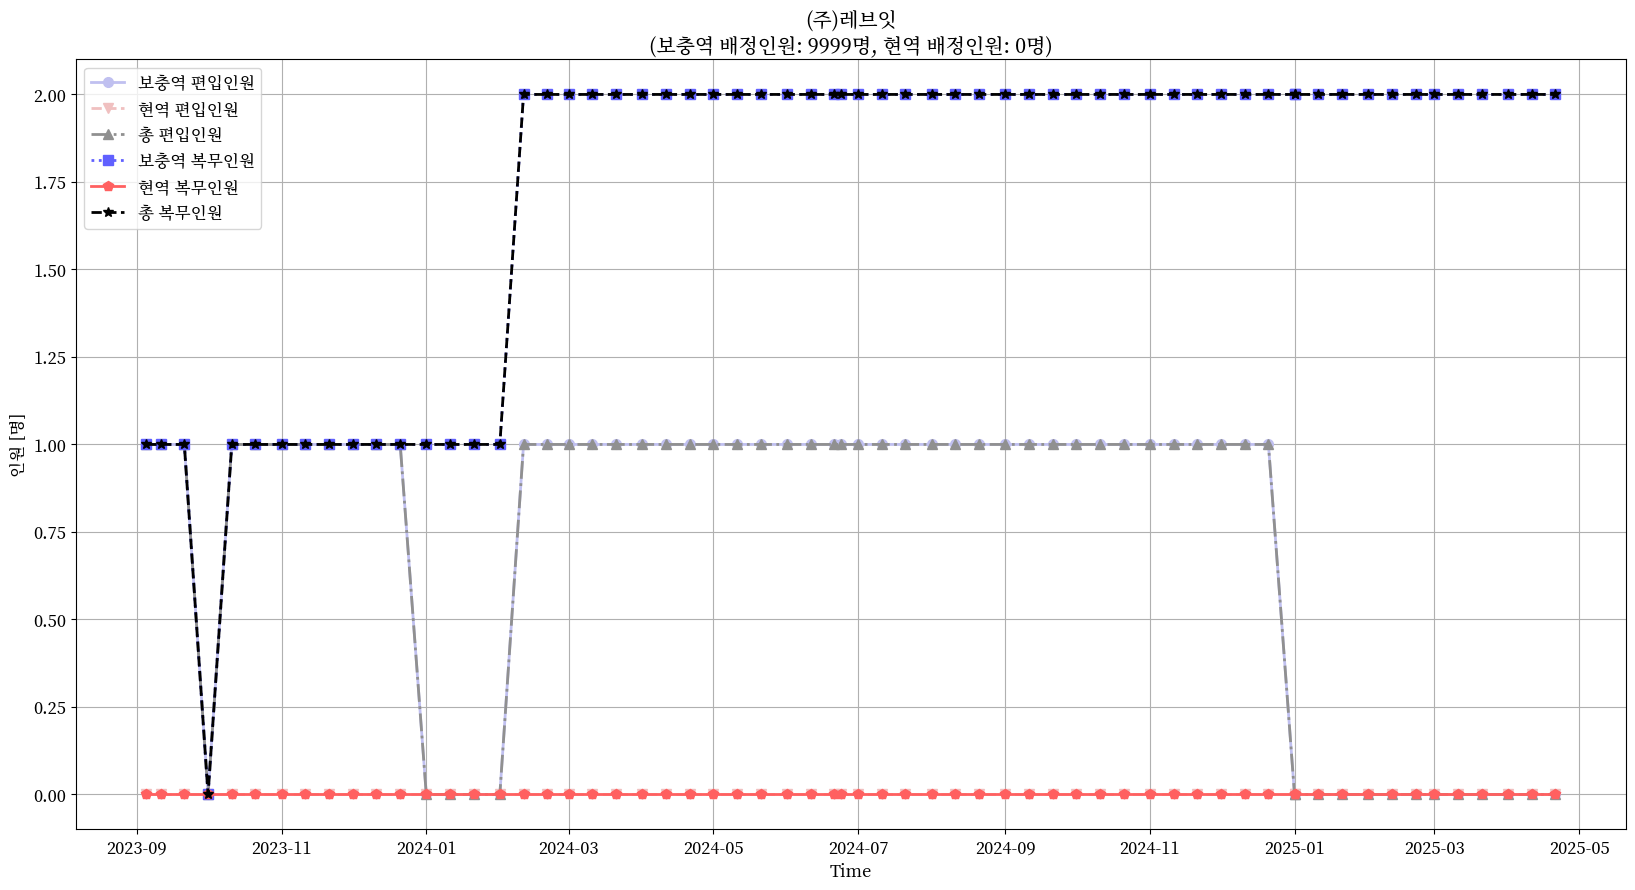 (주)레브잇
(보충역 배정인원: 9999명, 현역 배정인원: 0명)
보충역 편입인원
현역 편입인원
총 편입인원
보충역 복무인원
현역 복무인원
총 복무인원
2.00
1.75
1.50
1.25
1.00
0.75
0.50
0.25
0.00
인원 [명]
2023-09 2023-11 2024-01 2024-03 2024-05 2024-07 2024-09 2024-11 2025-01 2025-03 2025-05
Time